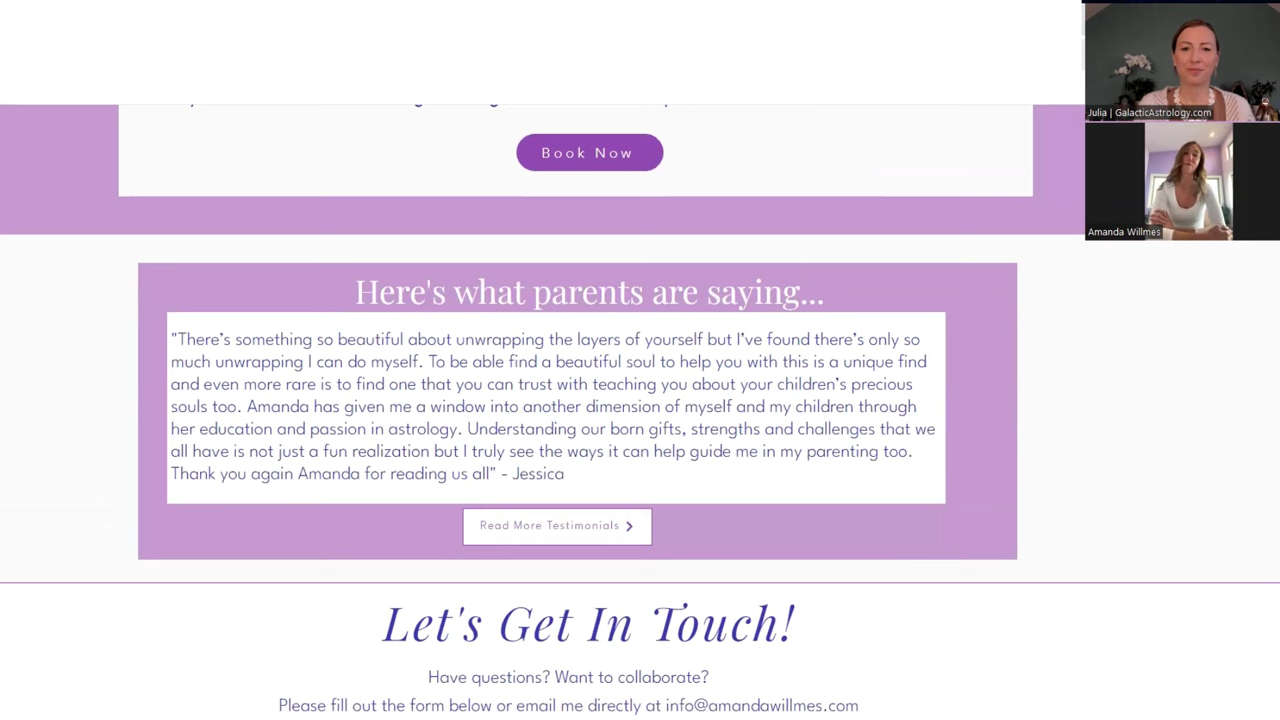 Book Now
Here's what parents are saying...
"There's something so beautiful about unwrapping the layers of yourself but I've found there's only so
much unwrapping I can do myself. To be able find a beautiful soul to help you with this is a unique find
and even more rare is to find one that you can trust with teaching you about your children's precious
souls too. Amanda has given me a window into another dimension of myself and my children through
her education and passion in astrology. Understanding our born gifts, strengths and challenges that we
all have is not just a fun realization but I truly see the ways it can help guide me in my parenting too.
Thank you again Amanda for reading us all" - Jessica
Read More Testimonials
Let's Get In Touch!
Have questions? Want to collaborate?
Please fill out the form below or email me directly at info@amandawillmes.com
Julia | GalacticAstrology.com
Amanda Willmes